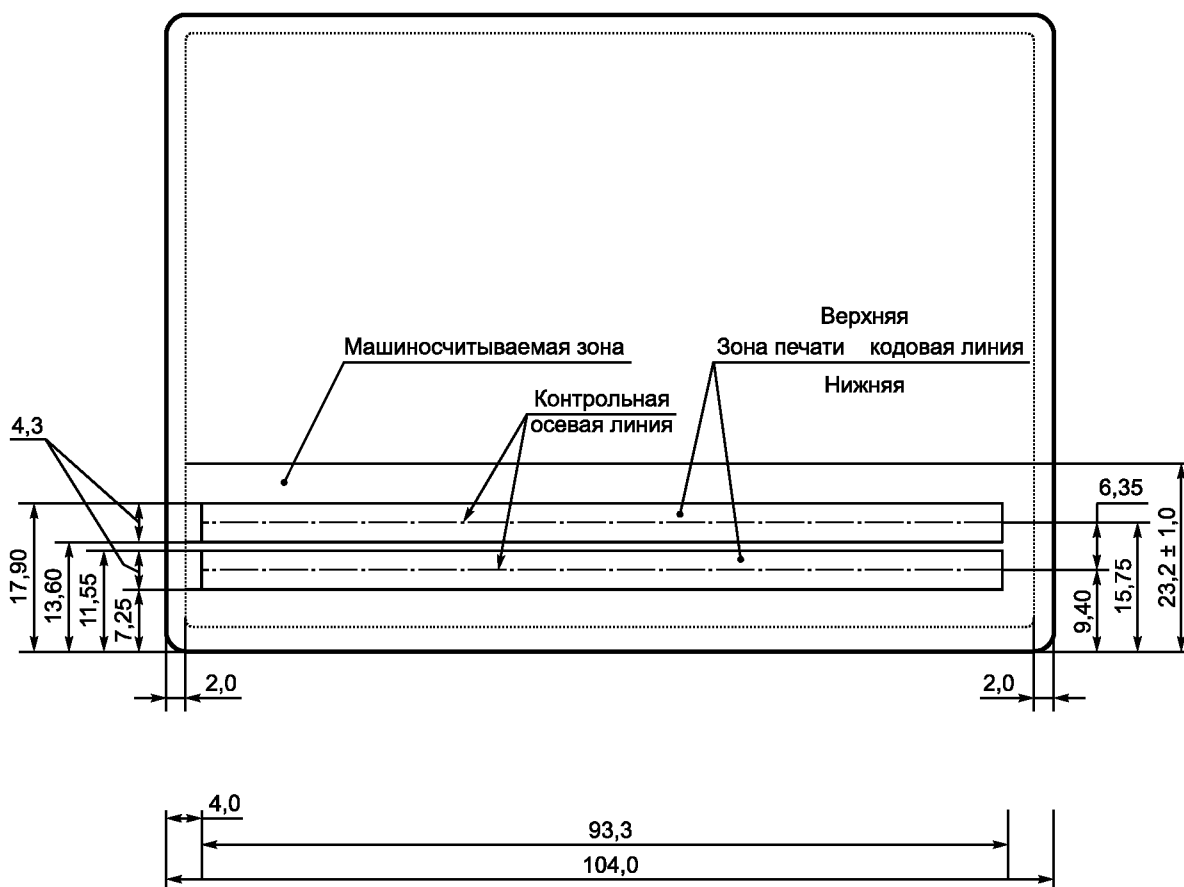 Верхняя
Машиносчитываемая зона
Зона печати кодовая линия
Нижняя
Контрольная
осевая линия
4,3
6,35
17,90
13,60
11,55
7,25
9,40
15,75
23,2 ± 1,0
2,0
2,0
4,0
93,3
104,0